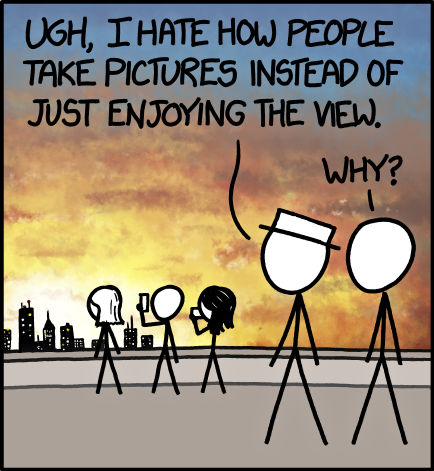 UGH, I HATE HOW PEOPLE
TAKE PICTURES INSTEAD OF
JUST ENJOYING THE VIEW.
WHY?